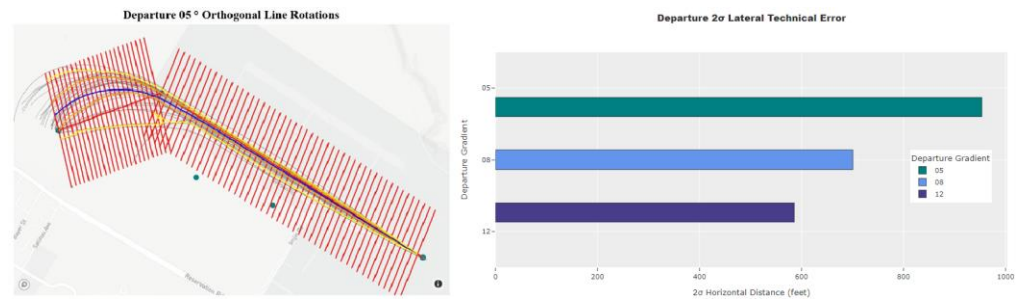 Departure 05 ° Orthogonal Line Rotations
Reservation
Departure 2σ Lateral Technical Error
Departure Gradient
05
08
12
Departure Gradient
05
08
12
0
200
400
600
800
1000
2σ Horizontal Distance (feet)